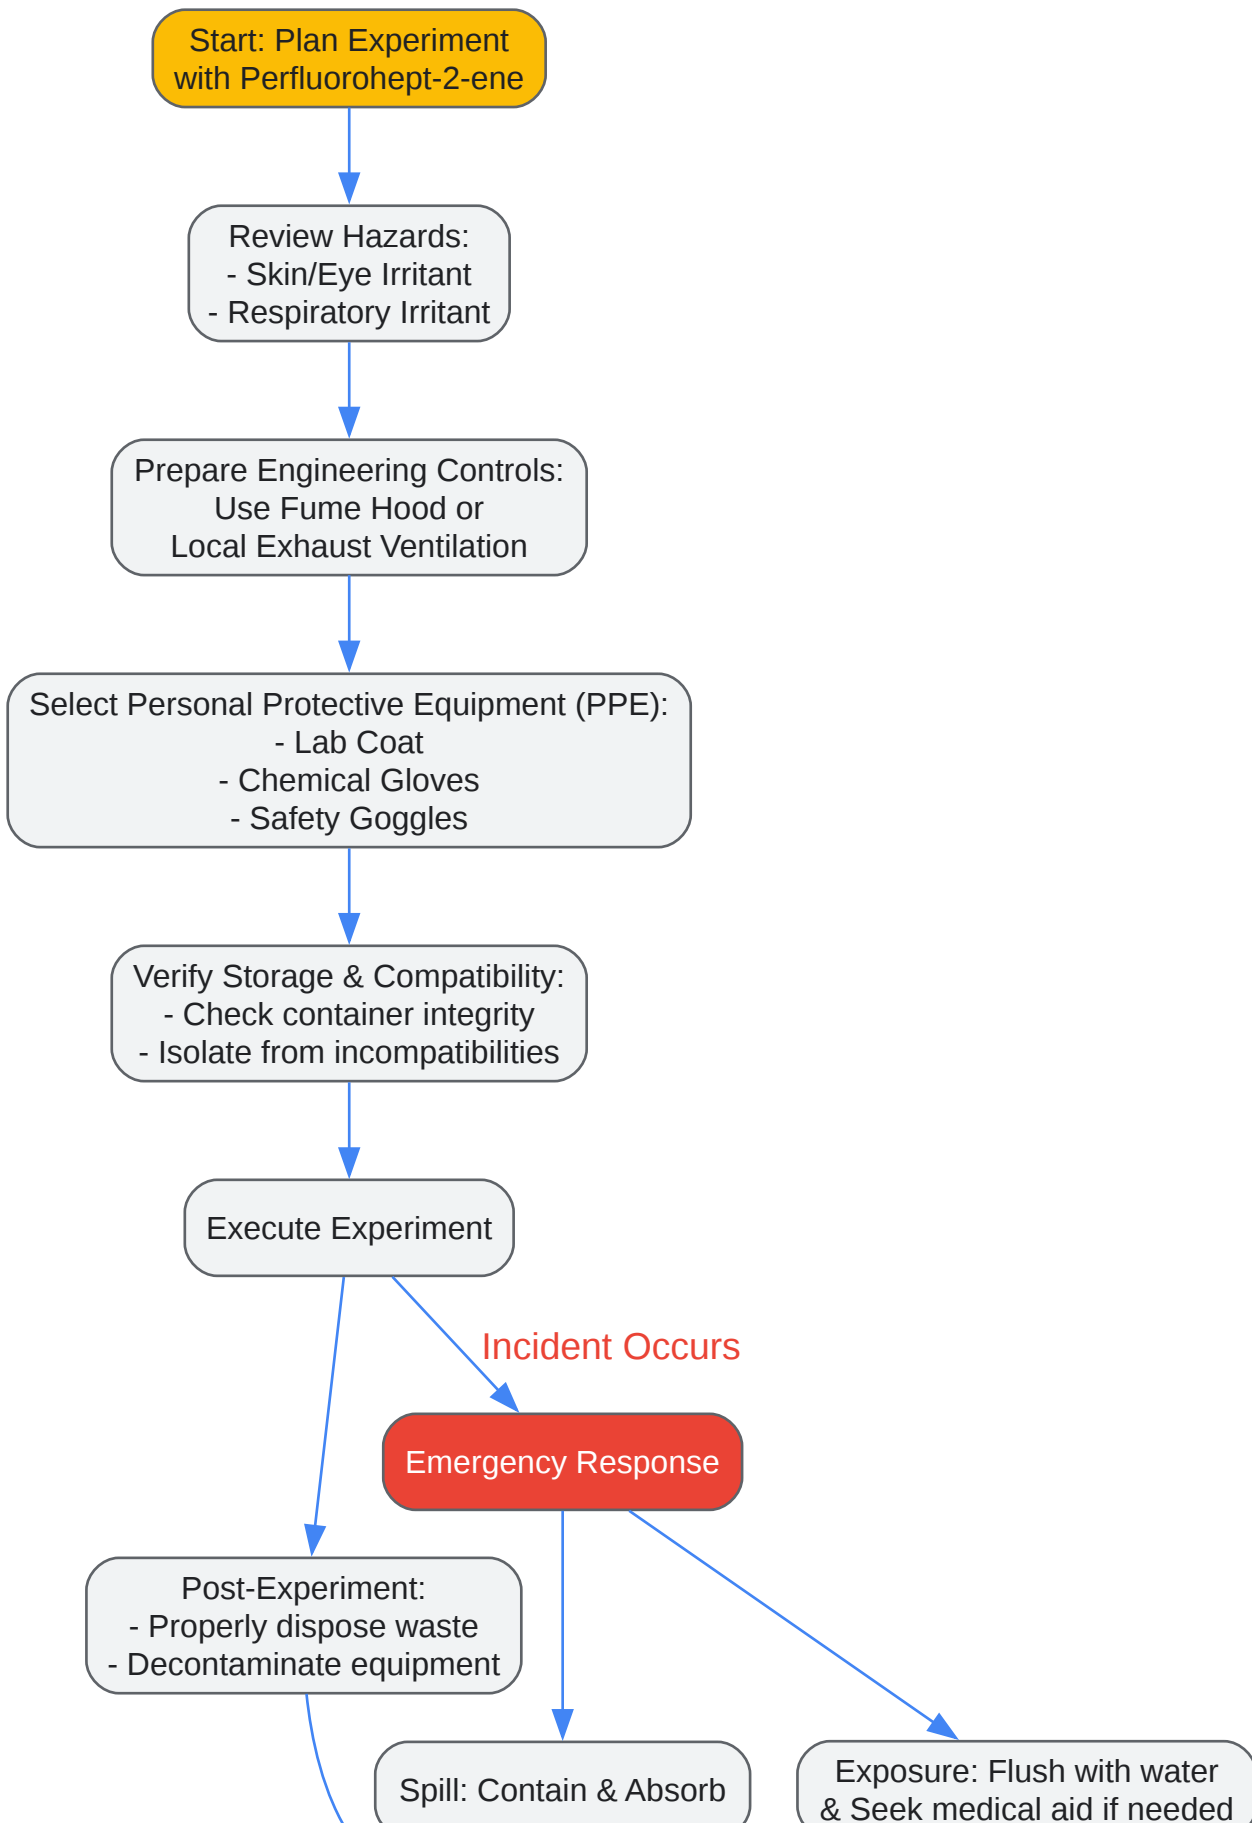 Start: Plan Experiment
with Perfluorohept-2-ene
Review Hazards:
- Skin/Eye Irritant
- Respiratory Irritant
Prepare Engineering Controls:
Use Fume Hood or
Local Exhaust Ventilation
Select Personal Protective Equipment (PPE):
- Lab Coat
- Chemical Gloves
- Safety Goggles
Verify Storage & Compatibility:
- Check container integrity
- Isolate from incompatibilities
Execute Experiment
Incident Occurs
Emergency Response
Post-Experiment:
- Properly dispose waste
- Decontaminate equipment
Spill: Contain & Absorb
Exposure: Flush with water
& Seek medical aid if needed